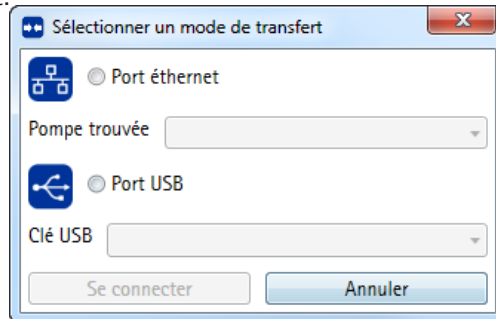 Sélectionner un mode de transfert
Port éthernet
Pompe trouvée
Port USB
Clé USB
Se connecter
Annuler